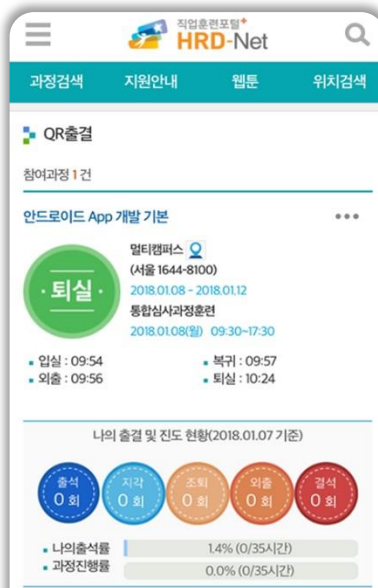 직업훈련포털
HRD-Net
과정검색 지원안내 웹툰 위치검색
QR출결
참여과정 1 건
안드로이드 App 개발 기본
퇴실
멀티캠퍼스
(서울 1644-8100)
2018.01.08 - 2018.01.12
통합심사과정훈련
2018.01.08(월) 09:30~17:30
입실 : 09:54 복귀 : 09:57
외출 : 09:56 퇴실 : 10:24
나의 출결 및 진도 현황(2018.01.07 기준)
출석 지각 조퇴 외출 결석
0 회 0 회 0 회 0 회 0 회
나의출석률 1.4% (0/35시간)
과정진행률 0.0% (0/35시간)